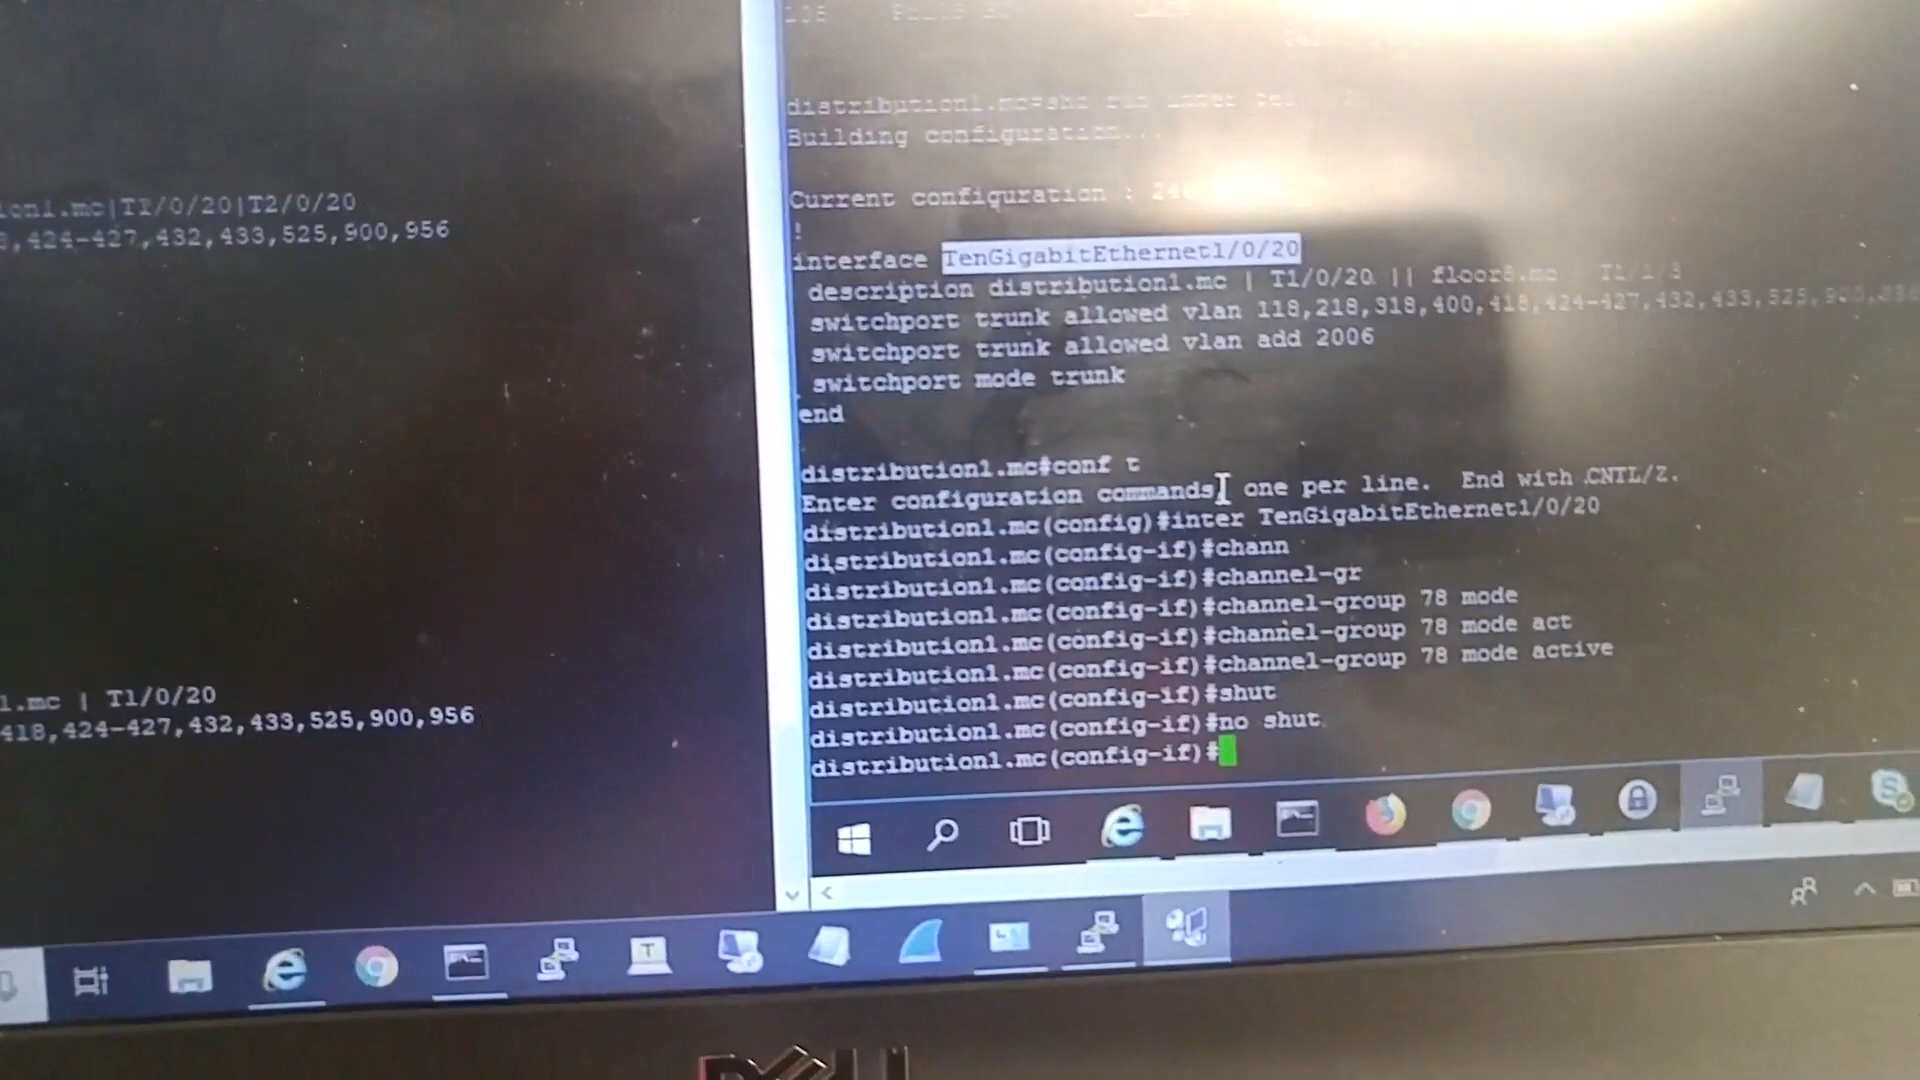 ion1.mc|T1/0/20|T2/0/20
8,424-427,432,433,525,900,956
1.mc | T1/0/20
418,424-427,432,433,525,900,956
distribution1.mc#sho run
Building configuration...
Current configuration :
!
interface TenGigabitEthernet1/0/20
description distribution1.mc | T1/0/20 || floor8.mc
switchport trunk allowed vlan 118,218,318,400,418,424-427,432,433,525,900,956
switchport trunk allowed vlan add 2006
switchport mode trunk
end
distribution1.mc#conf t
Enter configuration commands, one per line. End with CNTL/Z.
distribution1.mc(config)#inter TenGigabitEthernet1/0/20
distribution1.mc(config-if)#chann
distribution1.mc(config-if)#channel-gr
distribution1.mc(config-if)#channel-group 78 mode
distribution1.mc(config-if)#channel-group 78 mode act
distribution1.mc(config-if)#channel-group 78 mode active
distribution1.mc(config-if)#shut
distribution1.mc(config-if)#no shut
distribution1.mc(config-if)#
DELL